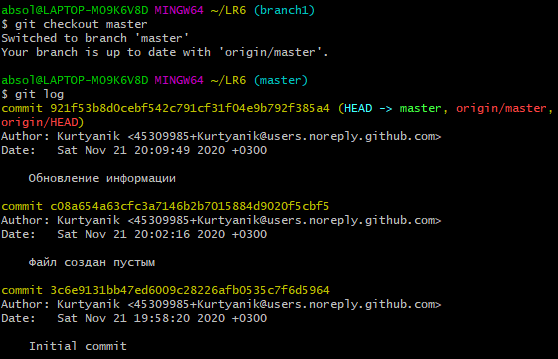 absol@LAPTOP-MO9K6V8D MINGW64 ~/LR6 (branch1)
$ git checkout master
Switched to branch 'master'
Your branch is up to date with 'origin/master'.
absol@LAPTOP-MO9K6V8D MINGW64 ~/LR6 (master)
$ git log
commit 921f53b8d0cebf542c791cf31f04e9b792f385a4 (HEAD -> master, origin/master,
origin/HEAD)
Author: Kurtyanik <45309985+Kurtyanik@users.noreply.github.com>
Date:   Sat Nov 21 20:09:49 2020 +0300
Обновление информации
commit c08a654a63cfc3a7146b2b7015884d9020f5cbf5
Author: Kurtyanik <45309985+Kurtyanik@users.noreply.github.com>
Date:   Sat Nov 21 20:02:16 2020 +0300
Файл создан пустым
commit 3c6e9131bb47ed6009c28226afb0535c7f6d5964
Author: Kurtyanik <45309985+Kurtyanik@users.noreply.github.com>
Date:   Sat Nov 21 19:58:20 2020 +0300
Initial commit